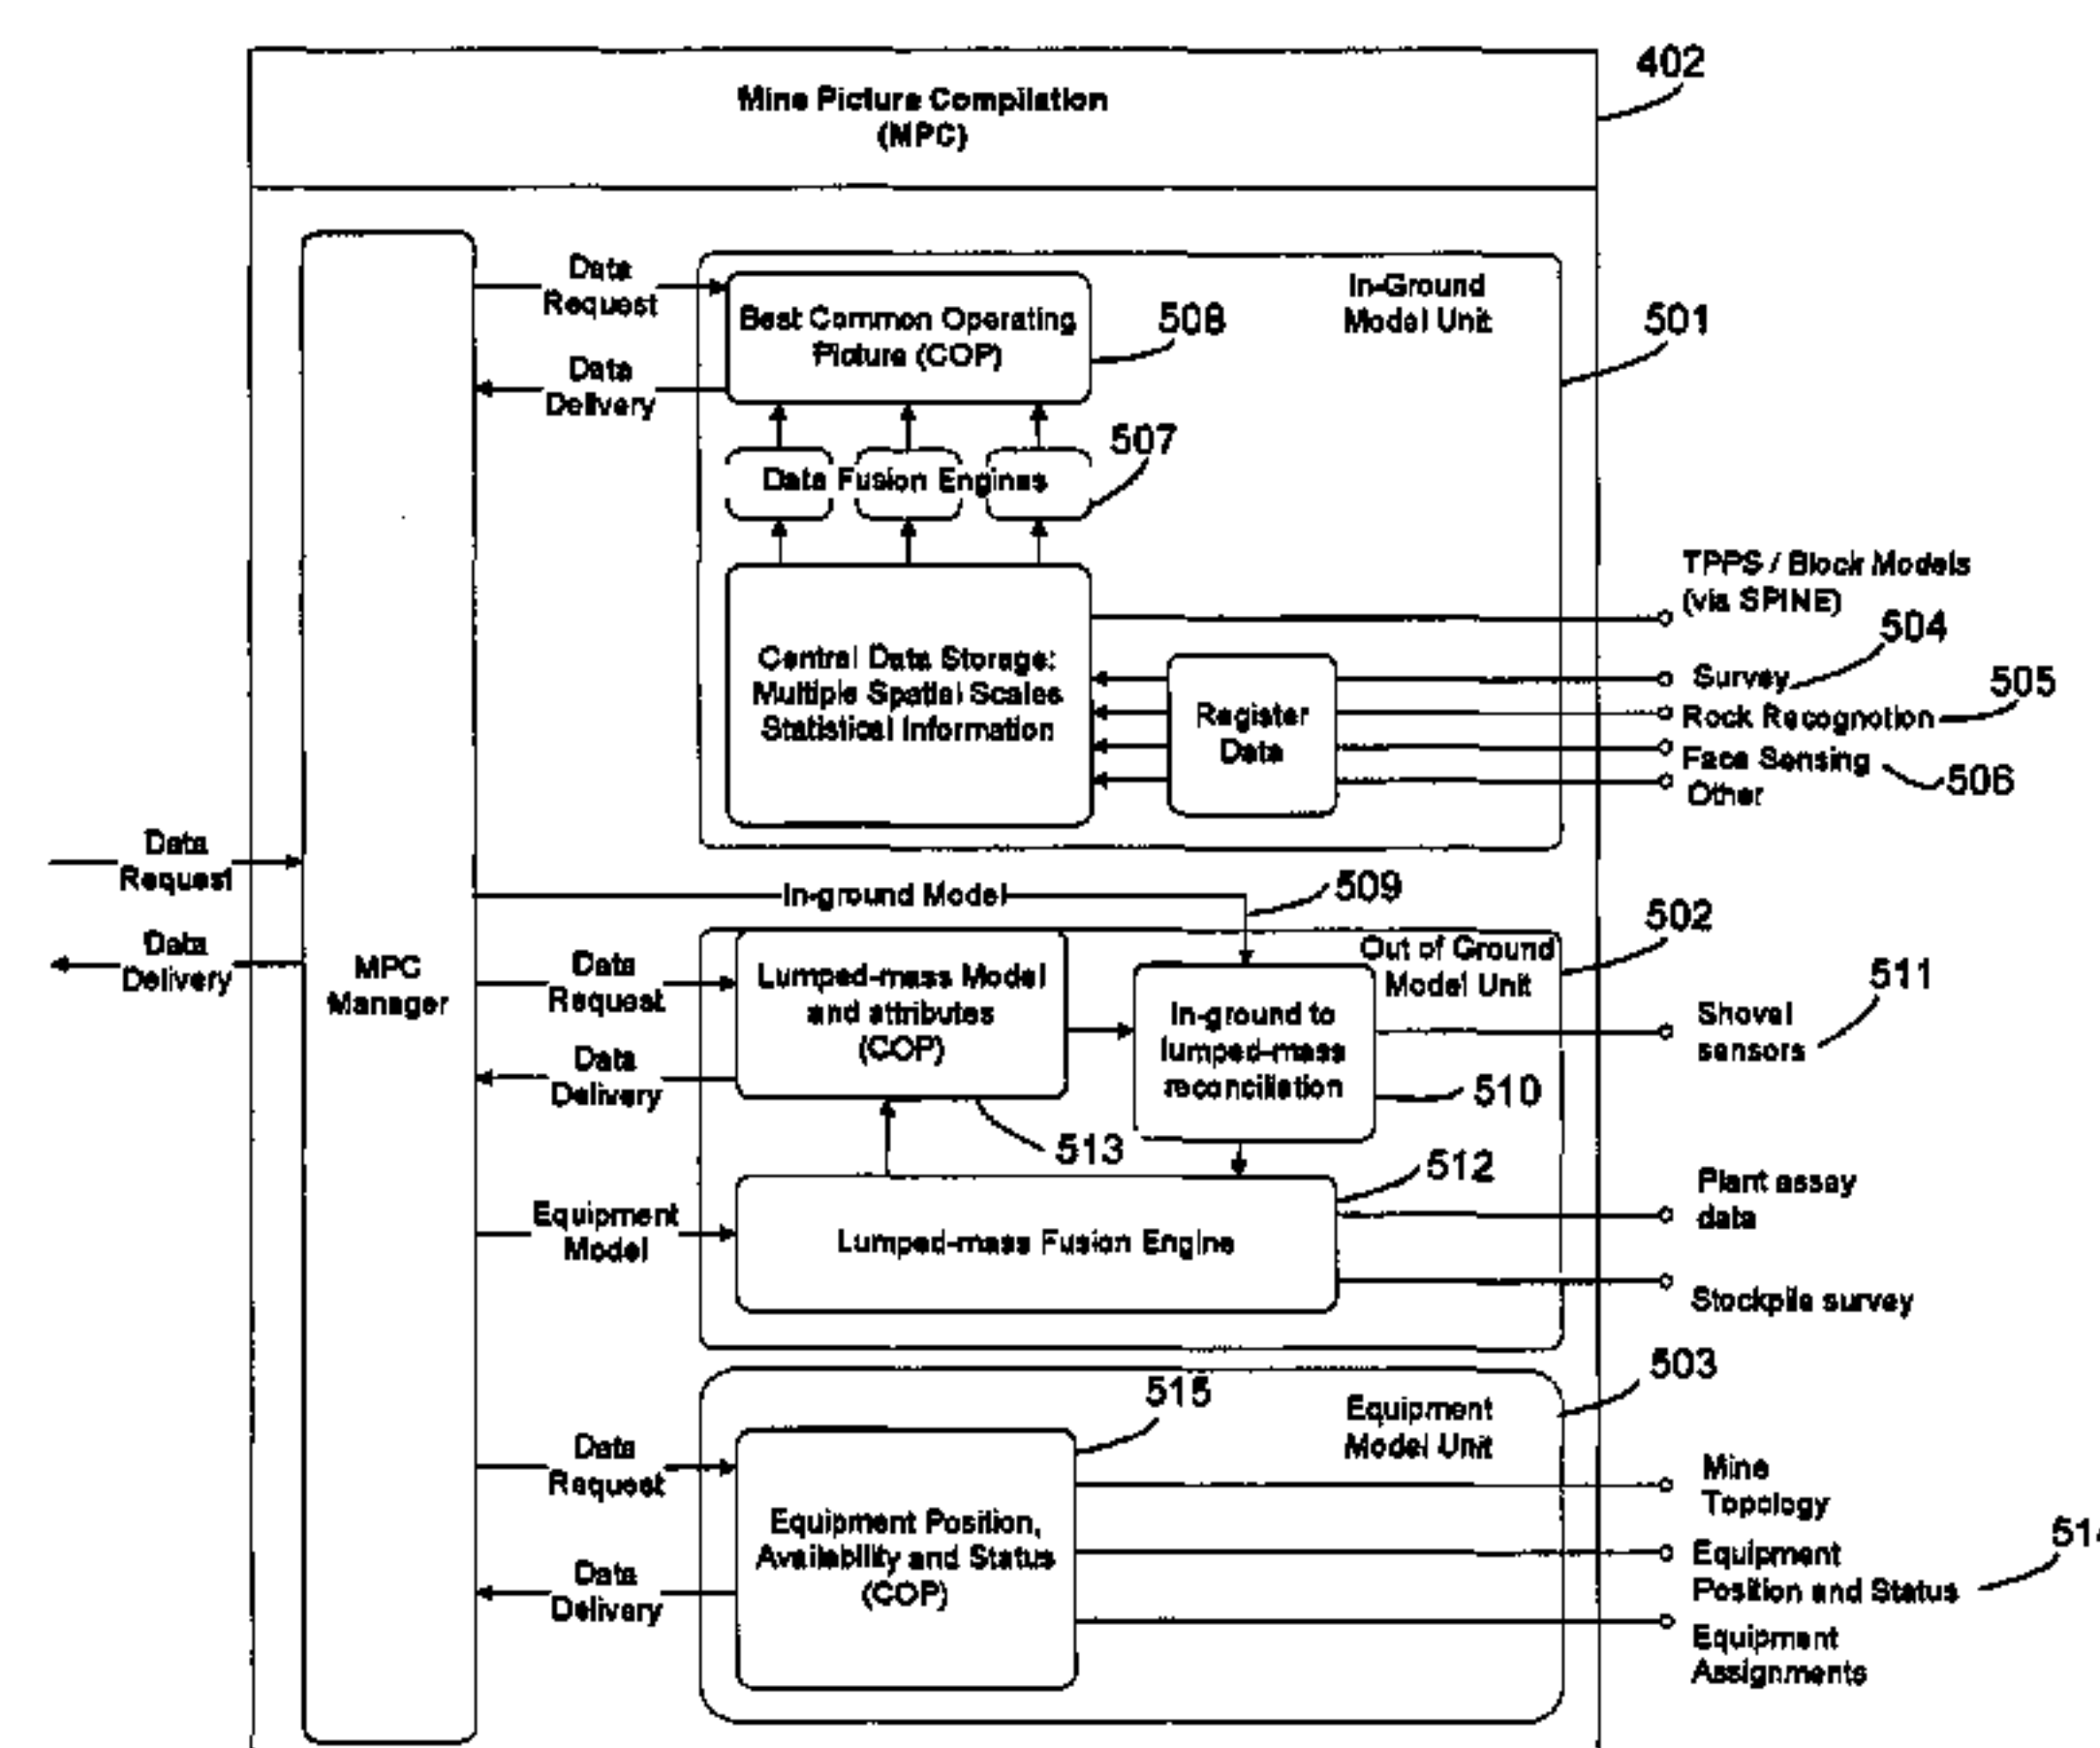 402
Mine Picture Compilation
(MPC)
Data
Request
Best Common Operating
Picture (COP)
508
In-Ground
Model Unit
501
Data
Delivery
507
Data Fusion Engines
TPPS / Block Models
(via SPINE)
504
Central Data Storage:
Multiple Spatial Scales
Statistical Information
Register
Data
Survey
505
Rock Recognotion
Face Sensing
506
Other
Data
Request
In-ground Model
509
502
Data
Delivery
MPC
Manager
Data
Request
Lumped-mass Model
and attributes
(COP)
Out of Ground
Model Unit
In-ground to
lumped-mass
reconciliation
511
Shovel
sensors
Data
Delivery
510
513
512
Equipment
Model
Lumped-mass Fusion Engine
Plant assay
data
Stockpile survey
503
515
Equipment
Model Unit
Data
Request
Mine
Topology
Equipment Position,
Availability and Status
(COP)
514
Equipment
Position and Status
Data
Delivery
Equipment
Assignments